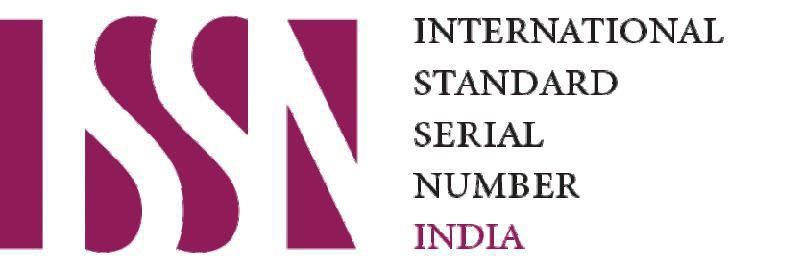 ISSN
INTERNATIONAL
STANDARD
SERIAL
NUMBER
INDIA